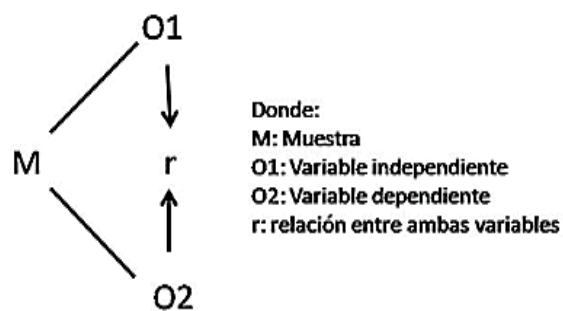 O1
Donde:
M: Muestra
M
r
O1: Variable independiente
O2: Variable dependiente
r: relación entre ambas variables
O2